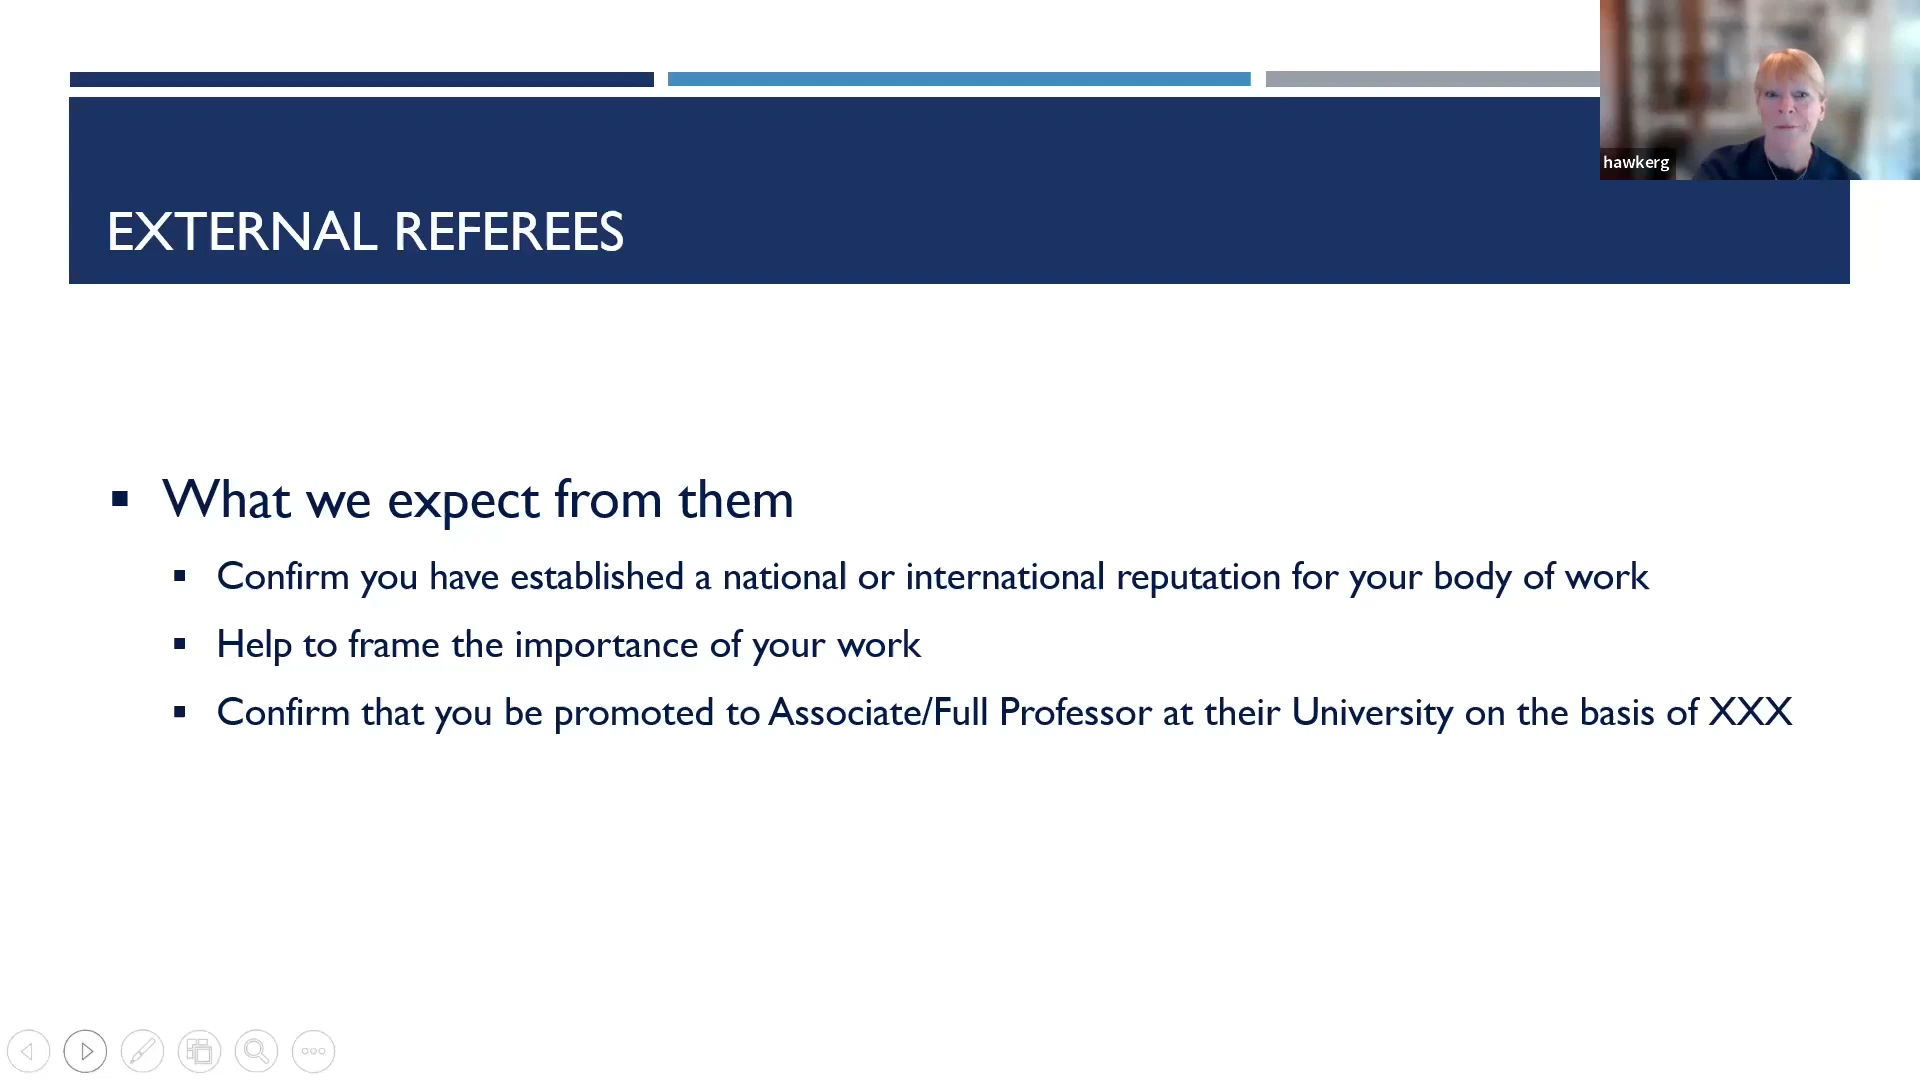 hawkerg
EXTERNAL REFEREES
What we expect from them
Confirm you have established a national or international reputation for your body of work
Help to frame the importance of your work
Confirm that you be promoted to Associate/Full Professor at their University on the basis of XXX